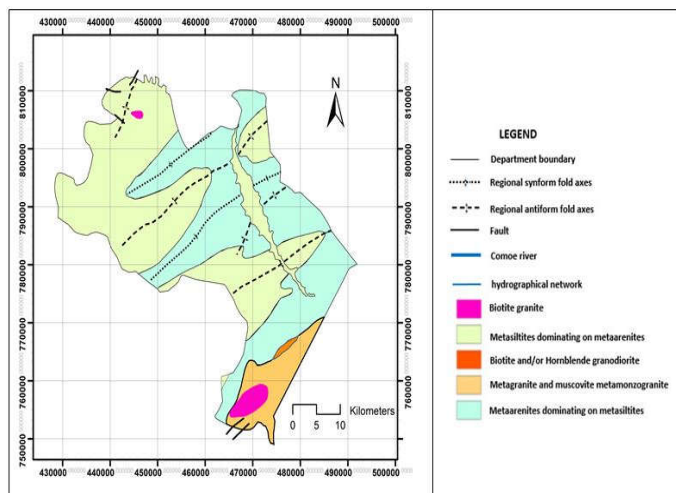 430000 440000 450000 460000 470000 480000 490000 500000
810000
800000
790000
780000
770000
760000
750000
N
0 5 10
Kilometers
810000
800000
790000
780000
770000
760000
750000
430000 440000 450000 460000 470000 480000 490000 500000
LEGEND
Department boundary
Regional synform fold axes
Regional antiform fold axes
Fault
Comoe river
hydrographical network
Biotite granite
Metasiltites dominating on metaarenites
Biotite and/or Hornblende granodiorite
Metagranite and muscovite metamonzogranite
Metaarenites dominating on metasiltites